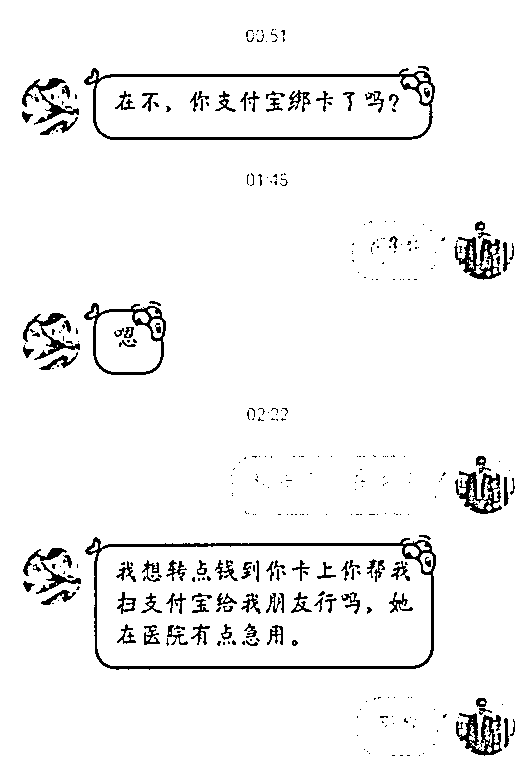 00:51
在不，你支付宝绑卡了吗？
01:45
嗯
02:22
我想转点钱到你卡上你帮我
扫支付宝给我朋友行吗，她
在医院有点急用。